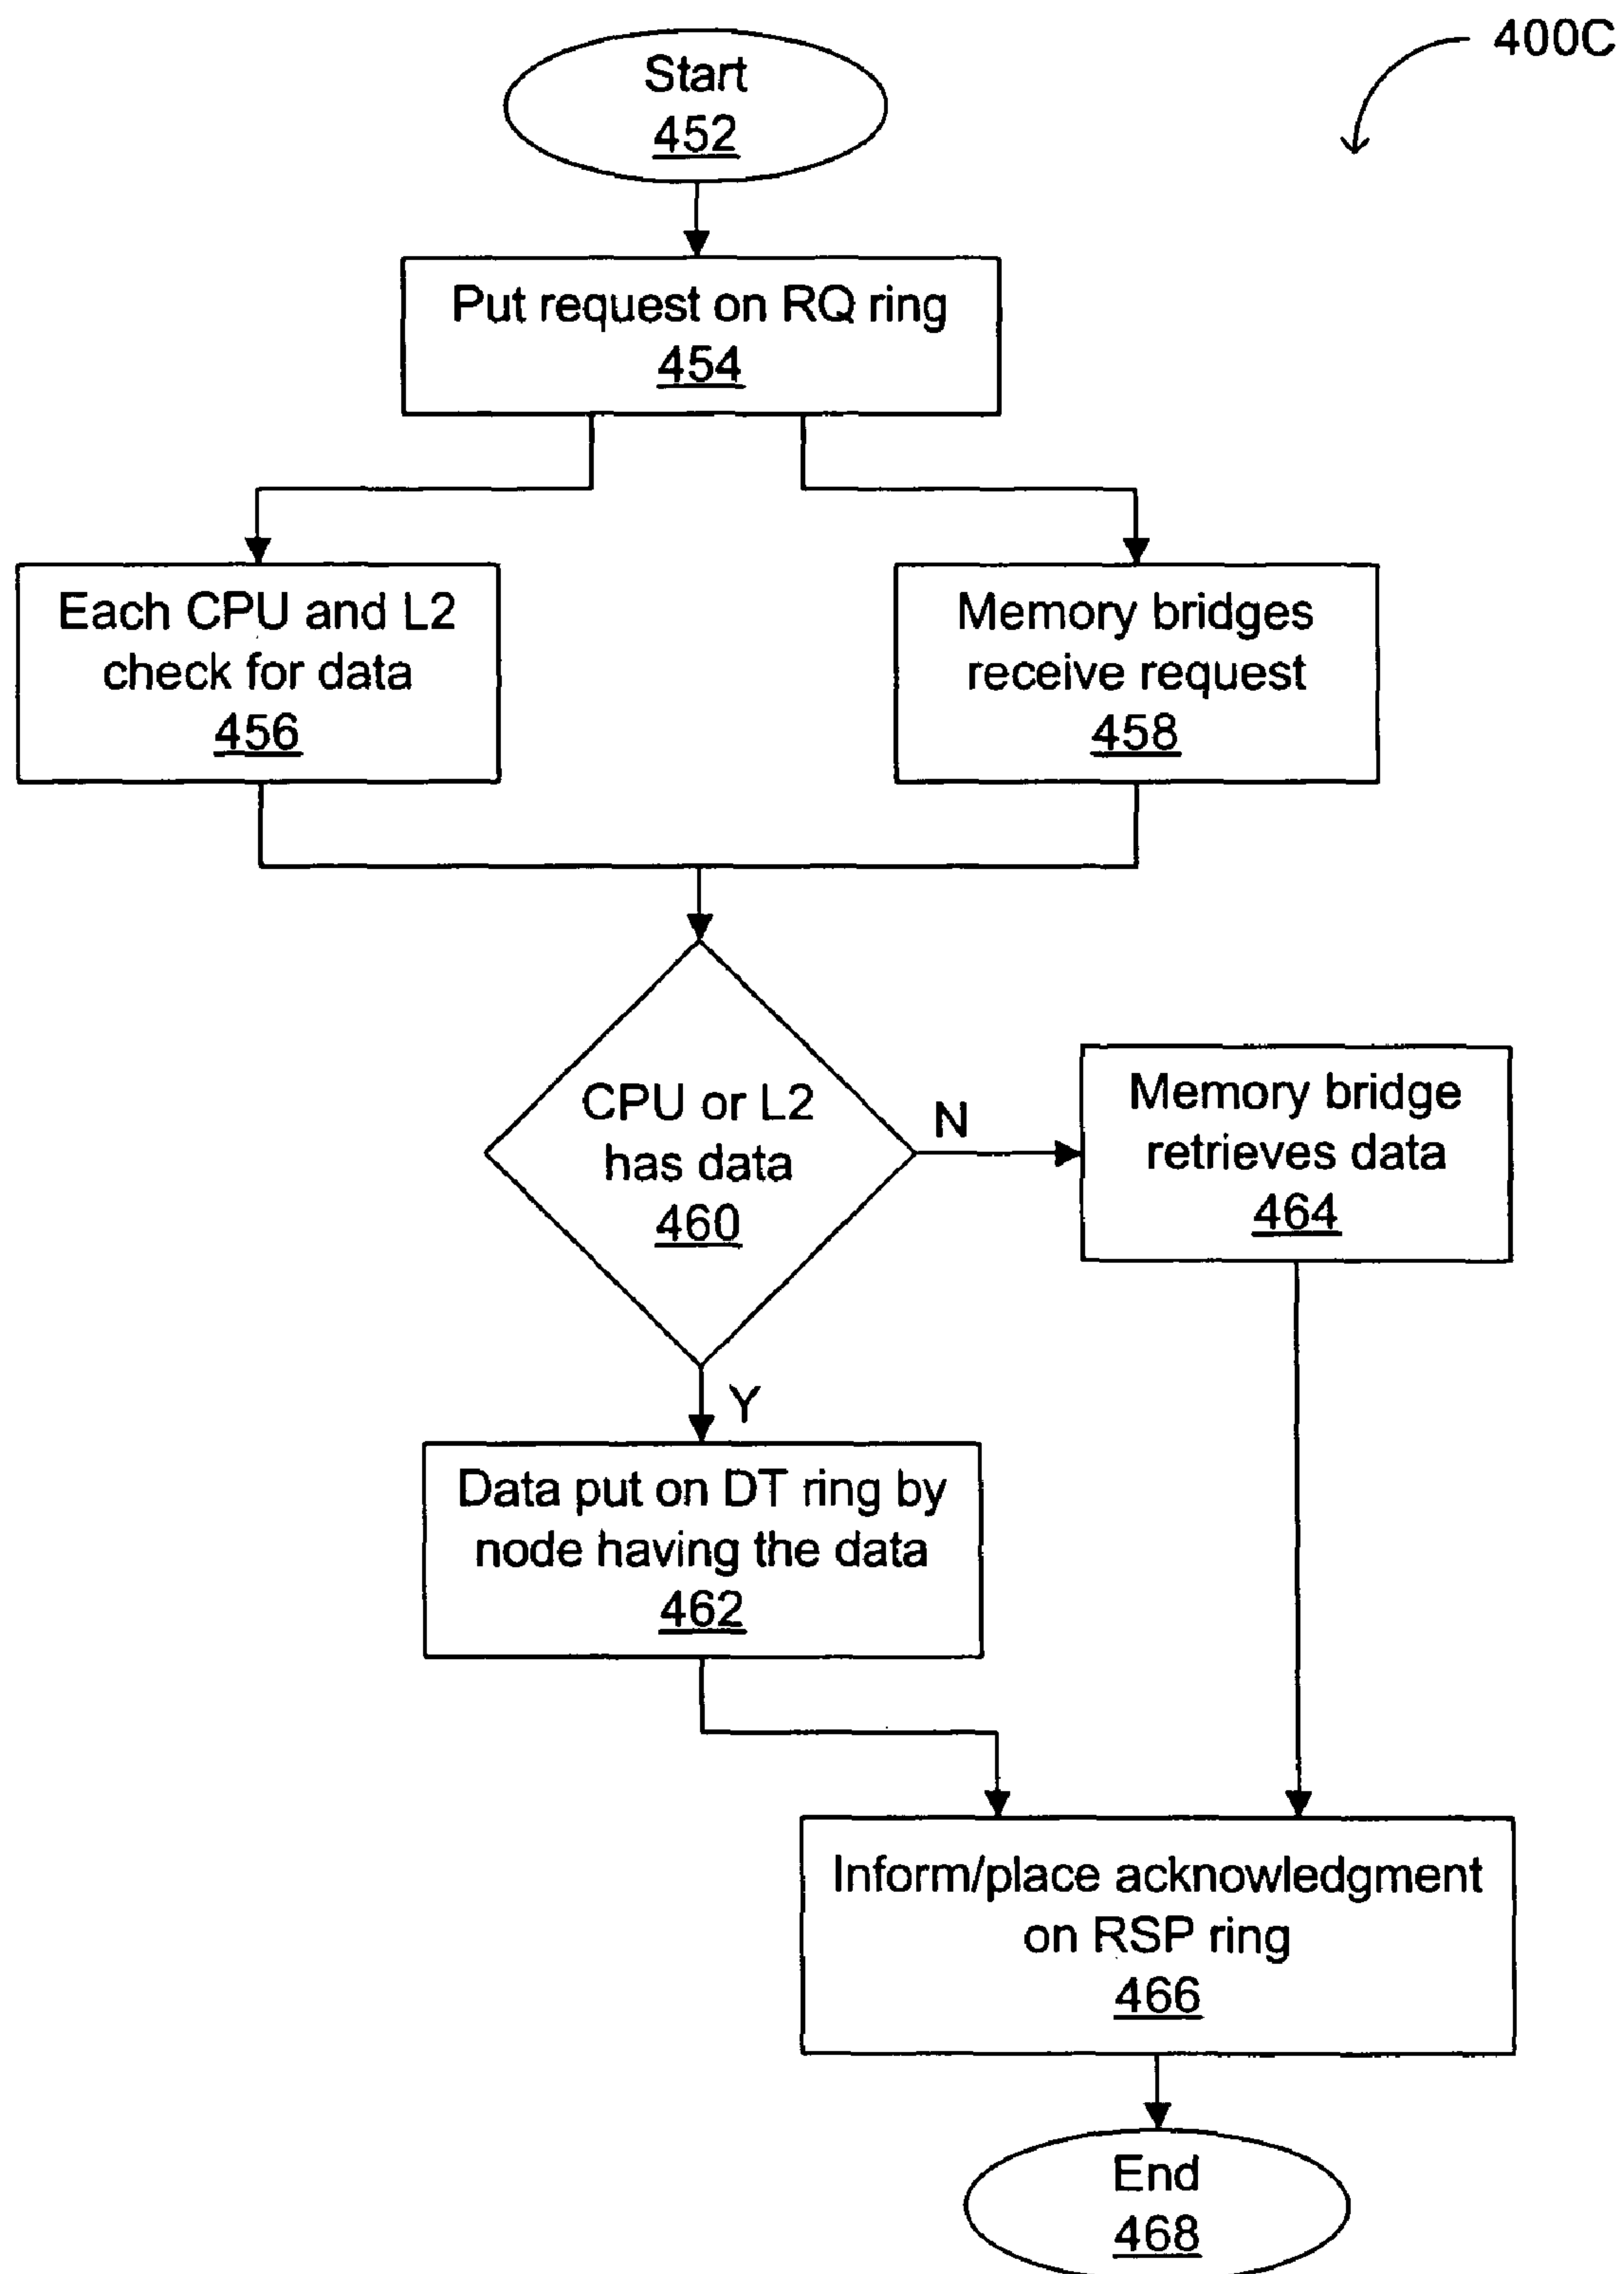 400C
Start
452
Put request on RQ ring
454
Each CPU and L2
check for data
456
Memory bridges
receive request
458
CPU or L2
has data
460
N
Memory bridge
retrieves data
464
Y
Data put on DT ring by
node having the data
462
Inform/place acknowledgment
on RSP ring
466
End
468